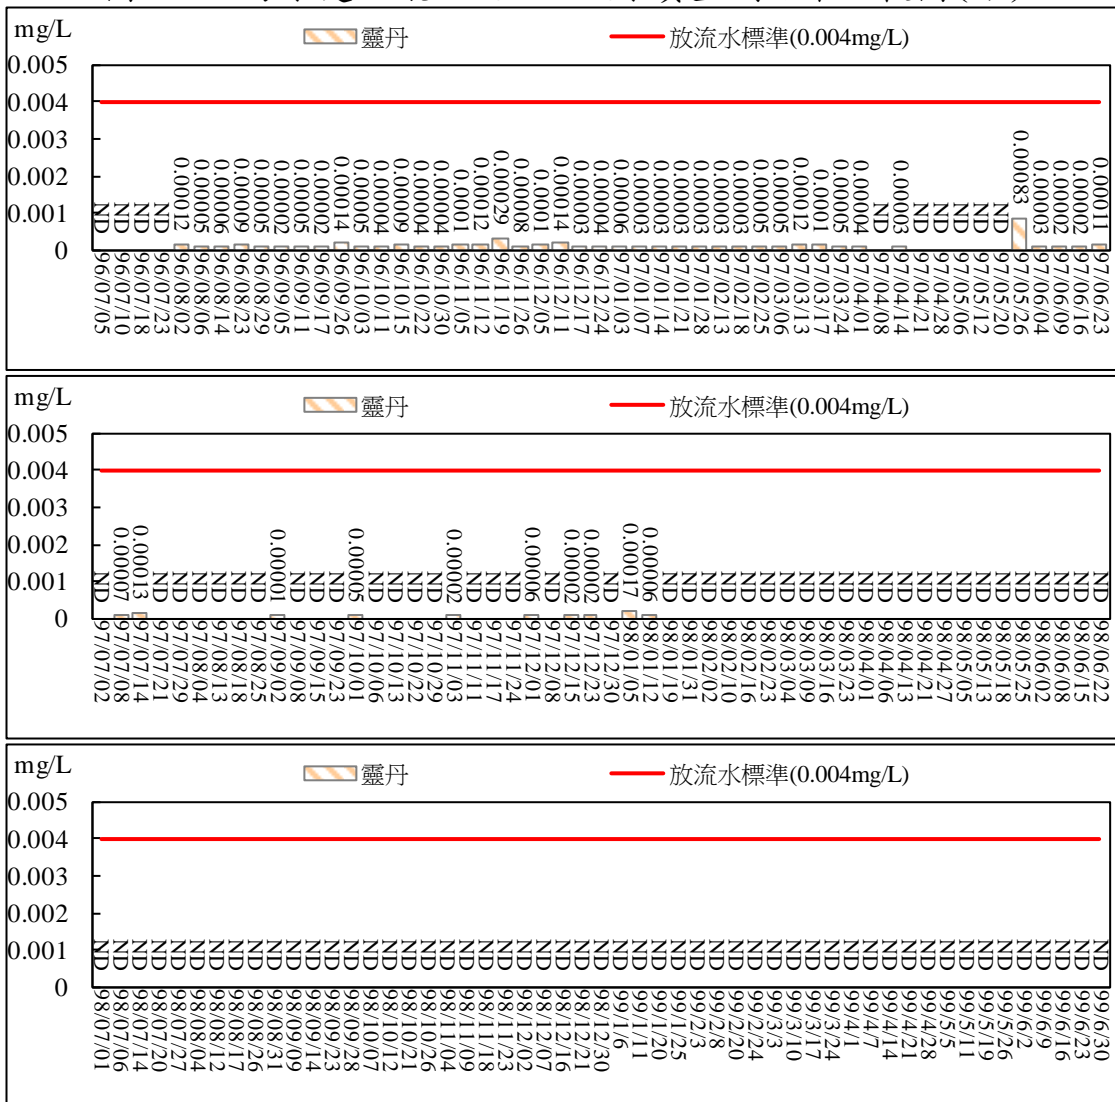 mg/L
靈丹 放流水標準(0.004mg/L)
0.005
0.004
0.003
0.002
0.001
0
ND ND ND ND 0.00012 0.00005 0.00006 0.00009 0.00005 0.00002 0.00005 0.00002 0.00014 0.00005 0.00004 0.00009 0.00004 0.00004 0.0001 0.00012 0.00029 0.00008 0.0001 0.00014 0.00003 0.00004 0.00006 0.00003 0.00003 0.00003 0.00003 0.00003 0.00003 0.00005 0.00005 0.00012 0.0001 0.00005 0.00004 ND 0.00003 ND ND ND ND ND 0.00083 0.00003 0.00002 0.00002 0.00011
96/07/05 96/07/10 96/07/18 96/07/23 96/08/02 96/08/06 96/08/14 96/08/23 96/08/29 96/09/05 96/09/11 96/09/17 96/09/26 96/10/03 96/10/11 96/10/15 96/10/22 96/10/30 96/11/05 96/11/12 96/11/19 96/11/26 96/12/05 96/12/11 96/12/17 96/12/24 97/01/03 97/01/07 97/01/14 97/01/21 97/01/28 97/02/13 97/02/18 97/02/25 97/03/06 97/03/13 97/03/17 97/03/24 97/04/01 97/04/08 97/04/14 97/04/21 97/04/28 97/05/06 97/05/12 97/05/20 97/05/26 97/06/04 97/06/09 97/06/16 97/06/23
mg/L
靈丹 放流水標準(0.004mg/L)
0.005
0.004
0.003
0.002
0.001
0
ND 0.00007 0.00013 ND ND ND ND ND ND 0.00001 ND ND ND 0.00005 ND ND ND ND 0.00002 ND ND ND 0.00006 ND 0.00002 0.00002 ND 0.00017 0.00006 ND ND ND ND ND ND ND ND ND ND ND ND ND ND ND ND ND ND ND ND ND ND ND
97/07/02 97/07/08 97/07/14 97/07/21 97/07/29 97/08/04 97/08/13 97/08/18 97/08/25 97/09/02 97/09/08 97/09/15 97/09/23 97/10/01 97/10/06 97/10/13 97/10/22 97/10/29 97/11/03 97/11/11 97/11/17 97/11/24 97/12/01 97/12/08 97/12/15 97/12/23 97/12/30 98/01/05 98/01/12 98/01/19 98/01/31 98/02/02 98/02/10 98/02/16 98/02/23 98/03/04 98/03/09 98/03/16 98/03/23 98/04/01 98/04/06 98/04/13 98/04/21 98/04/27 98/05/05 98/05/13 98/05/18 98/05/25 98/06/02 98/06/08 98/06/15 98/06/22
mg/L
靈丹 放流水標準(0.004mg/L)
0.005
0.004
0.003
0.002
0.001
0
ND ND ND ND ND ND ND ND ND ND ND ND ND ND ND ND ND ND ND ND ND ND ND ND ND ND ND ND ND ND ND ND ND ND ND ND ND ND ND ND ND ND ND ND ND ND ND ND ND ND ND ND
98/07/01 98/07/06 98/07/14 98/07/20 98/07/27 98/08/04 98/08/12 98/08/17 98/08/26 98/08/31 98/09/09 98/09/14 98/09/23 98/09/28 98/10/07 98/10/12 98/10/21 98/10/26 98/11/04 98/11/09 98/11/18 98/11/23 98/12/02 98/12/07 98/12/16 98/12/21 98/12/30 99/1/6 99/1/11 99/1/20 99/1/25 99/2/3 99/2/8 99/2/20 99/2/24 99/3/3 99/3/10 99/3/17 99/3/24 99/4/1 99/4/7 99/4/14 99/4/21 99/4/28 99/5/5 99/5/11 99/5/19 99/5/26 99/6/2 99/6/9 99/6/16 99/6/23 99/6/30